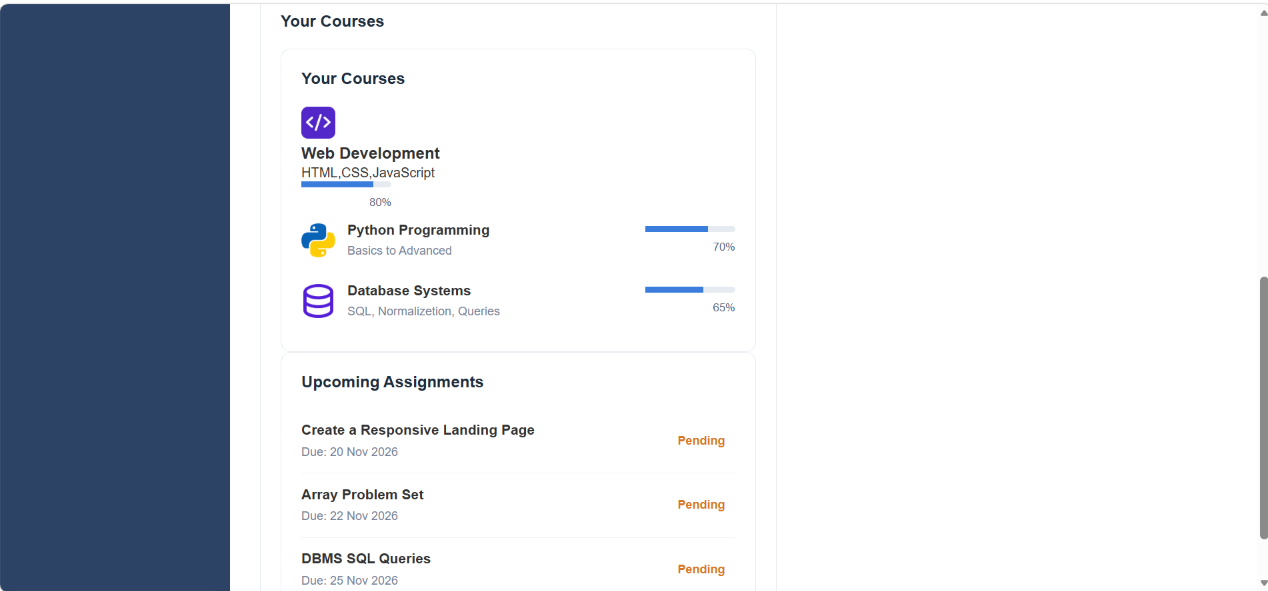 Your Courses
Your Courses
</>
Web Development
HTML,CSS,JavaScript
80%
Python Programming
70%
Basics to Advanced
Database Systems
65%
SQL, Normalizetion, Queries
Upcoming Assignments
Create a Responsive Landing Page
Pending
Due: 20 Nov 2026
Array Problem Set
Pending
Due: 22 Nov 2026
DBMS SQL Queries
Pending
Due: 25 Nov 2026